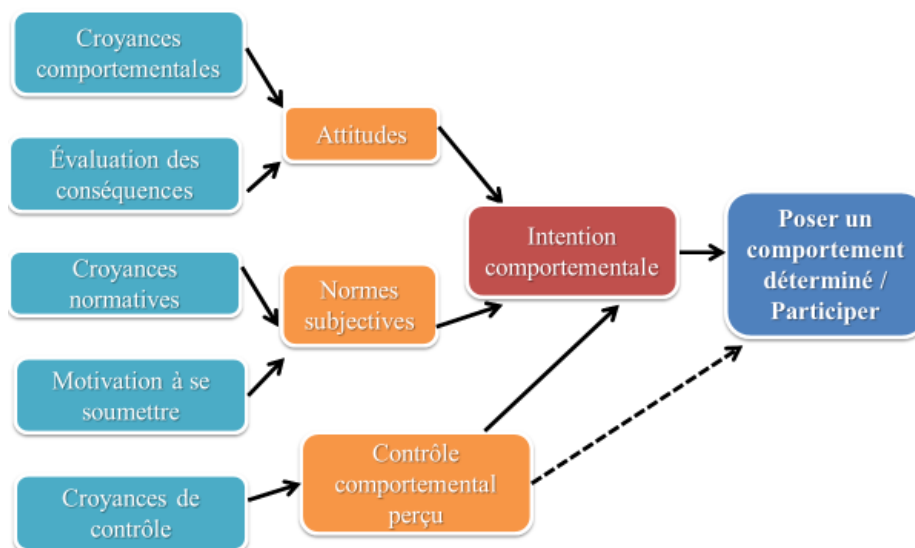 Croyances
comportementales
Évaluation des
conséquences
Croyances
normatives
Motivation à se
soumettre
Croyances de
contrôle
Attitudes
Normes
subjectives
Contrôle
comportemental
perçu
Intention
comportementale
Poser un
comportement
déterminé /
Participer